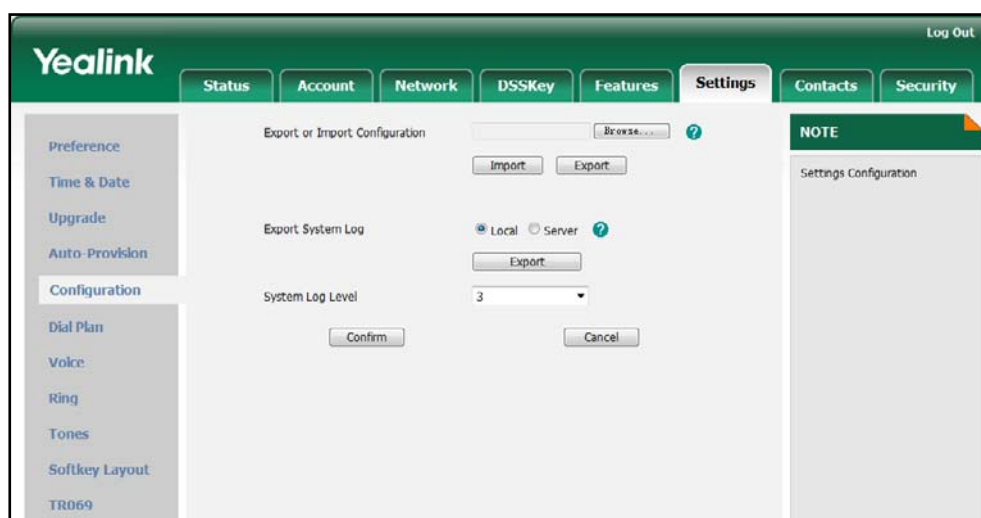 Log Out
Yealink
Status Account Network DSSKey Features Settings Contacts Security
Preference
Time & Date
Upgrade
Auto-Provision
Configuration
Dial Plan
Voice
Ring
Tones
Softkey Layout
TR069
Export or Import Configuration Browse... ?
Import Export
Export System Log Local Server ?
Export
System Log Level 3
Confirm Cancel
NOTE
Settings Configuration